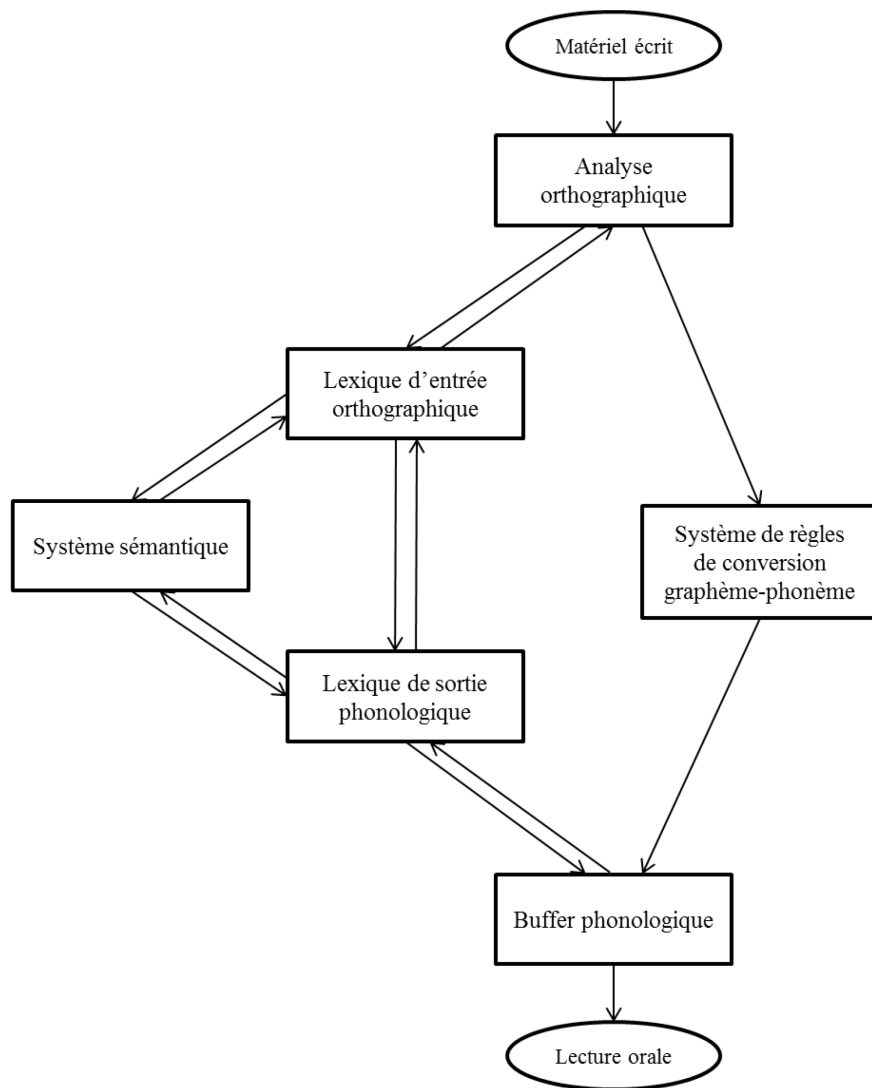 Matériel écrit
Analyse
orthographique
Lexique d’entrée
orthographique
Système sémantique
Système de règles
de conversion
graphème-phonème
Lexique de sortie
phonologique
Buffer phonologique
Lecture orale